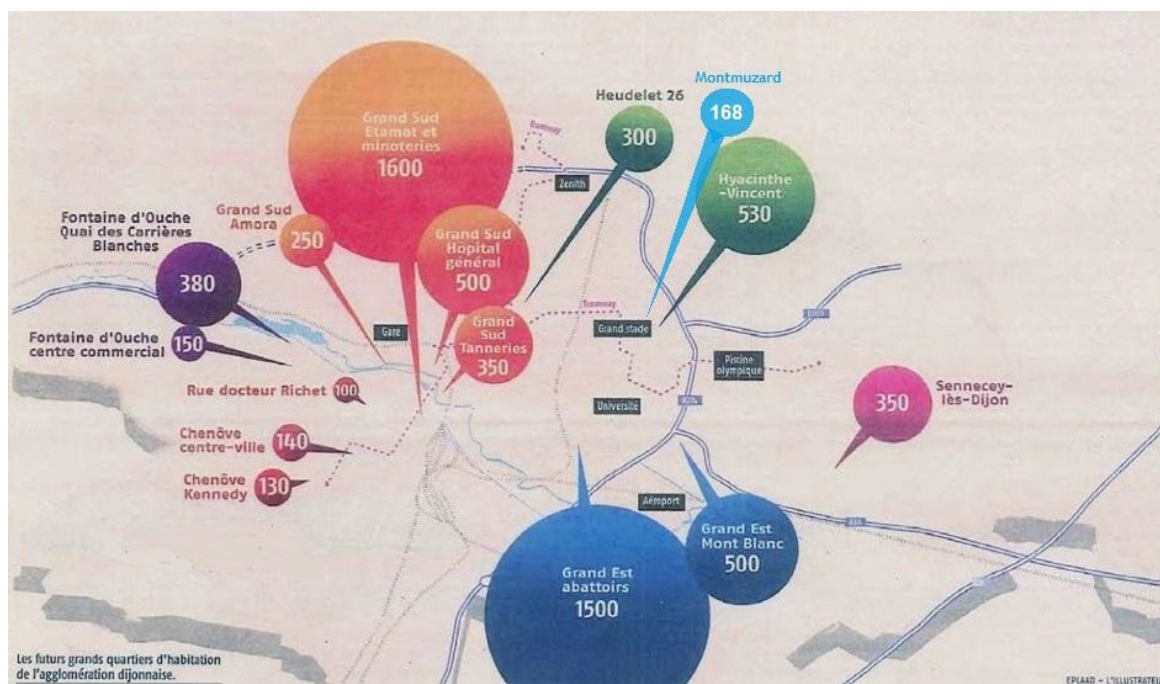 Montmuzard
168
Heudelet 26
300
Grand Sud
Etamat et
minoteries
1600
Tramway
Zenith
Hyacinthe
-Vincent
530
Fontaine d'Ouche
Quai des Carrières
Blanches
380
Grand Sud
Amora
250
Grand Sud
Hôpital
général
500
Tramway
Gare
Grand
Sud
Tanneries
350
Grand stade
Fontaine d'Ouche
centre commercial
150
Piscine
olympique
Rue docteur Richet 100
Université
350
Sennecey-
lès-Dijon
Chenôve
centre-ville
140
Chenôve
Kennedy
130
Aéroport
Grand Est
Mont Blanc
500
Grand Est
abattoirs
1500
Les futurs grands quartiers d'habitation
de l'agglomération dijonnaise.
EPLAAD - L'ILLUSTRATEU